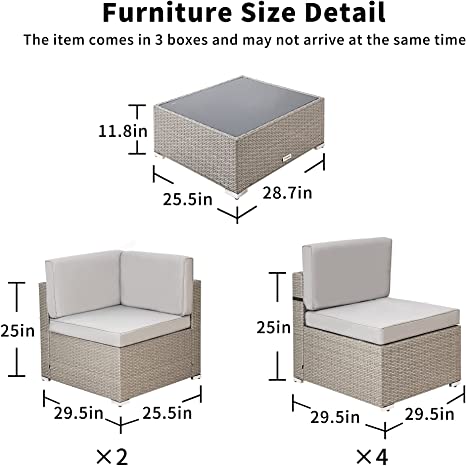 Furniture Size Detail
The item comes in 3 boxes and may not arrive at the same time
11.8in
25.5in
28.7in
25in
29.5in
25.5in
×2
25in
29.5in
29.5in
×4